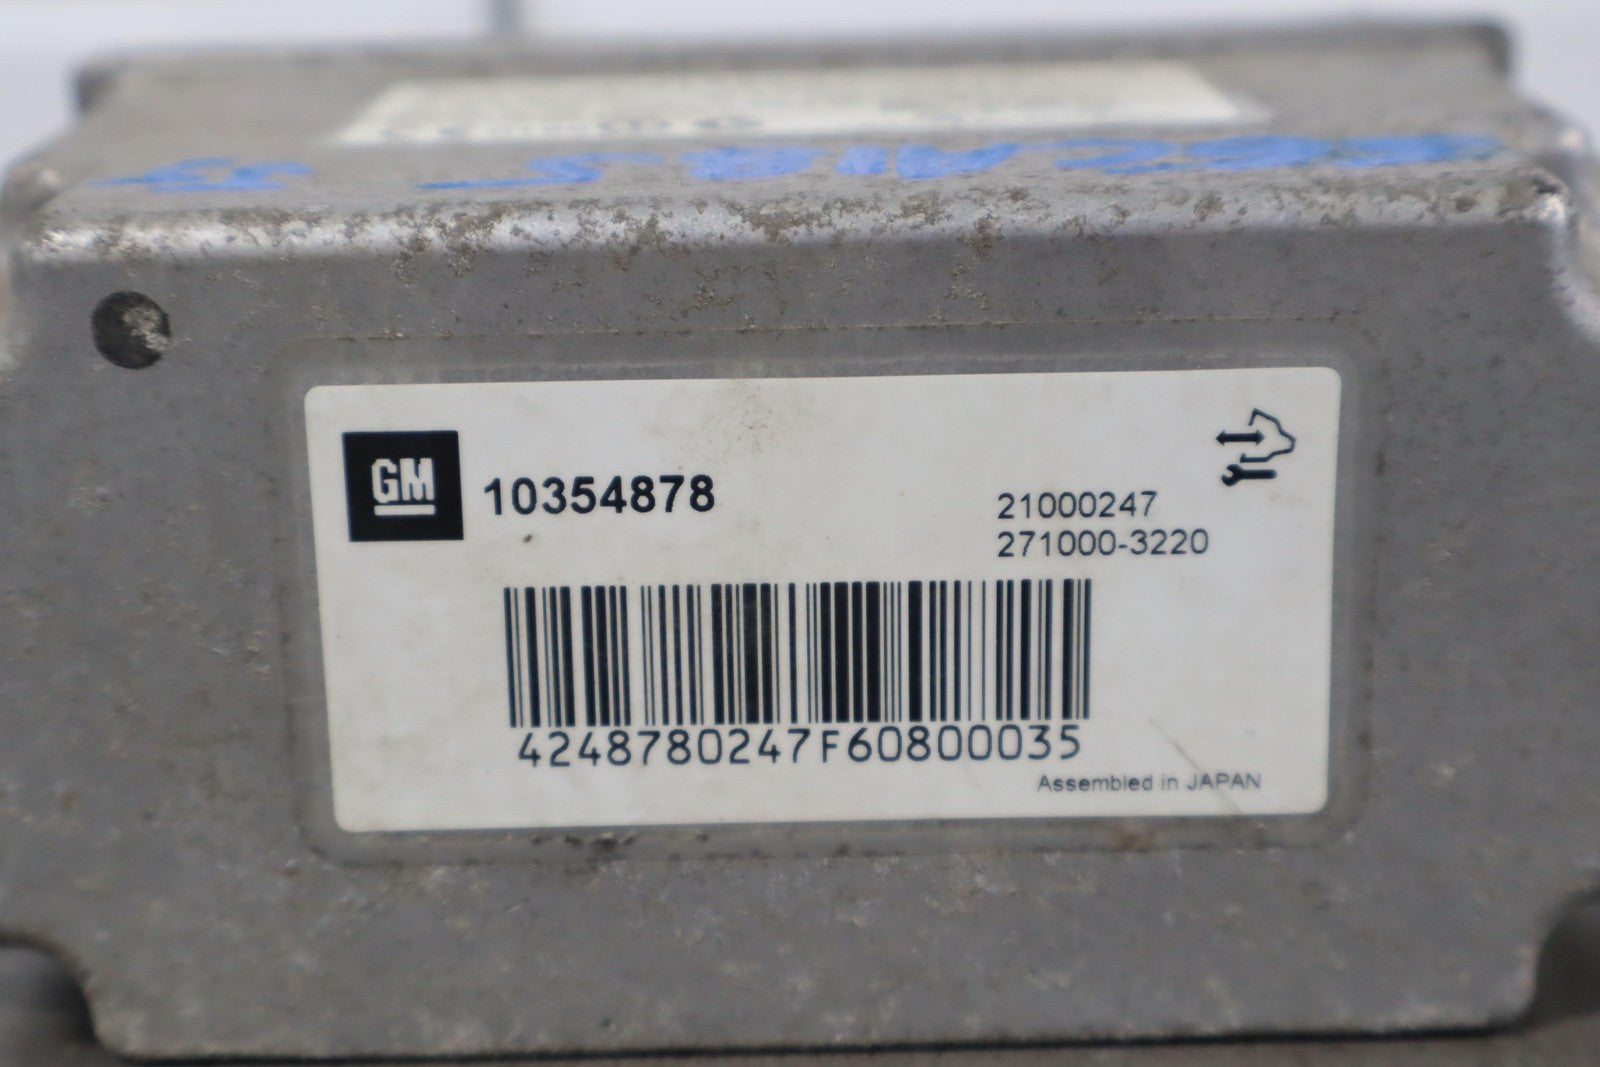 GM
10354878
21000247
271000-3220
4248780247F60800035
Assembled in JAPAN